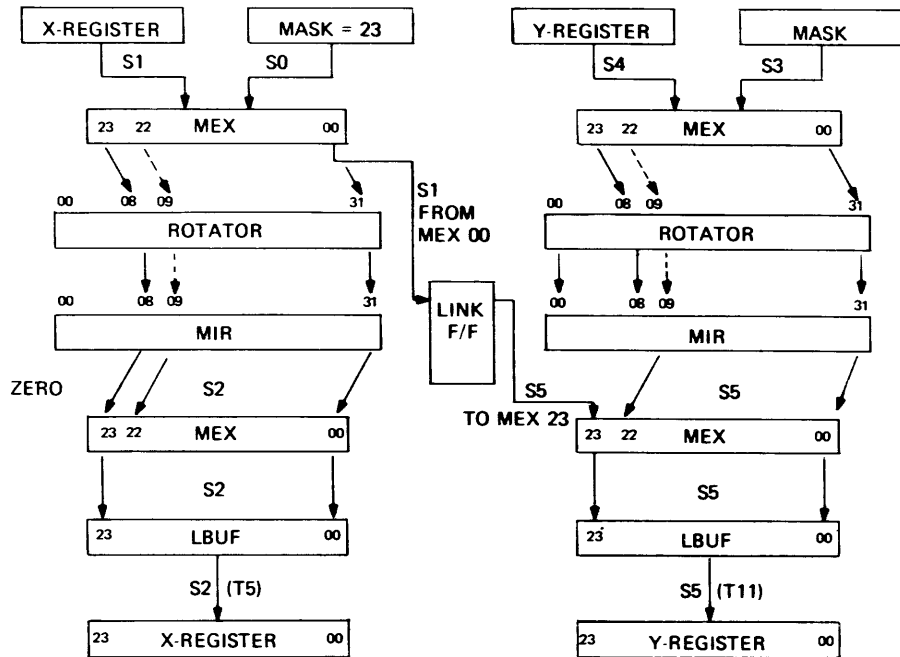 X-REGISTER MASK = 23 Y-REGISTER MASK
S1 S0 S4 S3
23 22 MEX 00 23 22 MEX 00
00 08 09 31 00 08 09 31
S1
FROM
MEX 00
ROTATOR ROTATOR
00 08 09 31 00 08 09 31
LINK
F/F
MIR MIR
ZERO S2 S5 S5
TO MEX 23
23 22 MEX 00 23 22 MEX 00
S2 S5
23 LBUF 00 23 LBUF 00
S2 (T5) S5 (T11)
23 X-REGISTER 00 23 Y-REGISTER 00